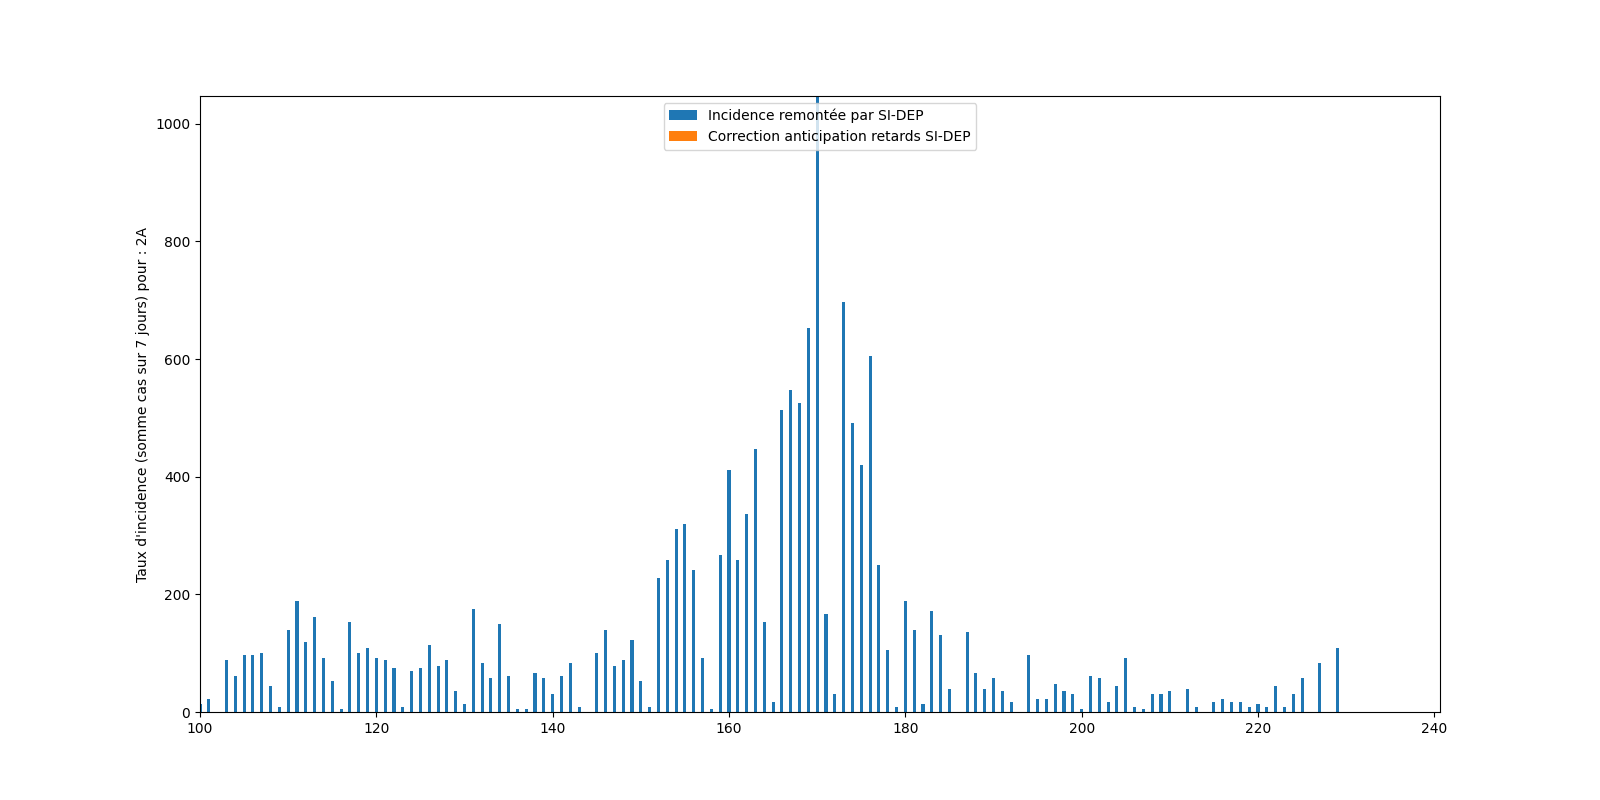 Incidence remontée par SI-DEP
Correction anticipation retards SI-DEP
Taux d'incidence (somme cas sur 7 jours) pour : 2A
1000
800
600
400
200
0
100 120 140 160 180 200 220 240